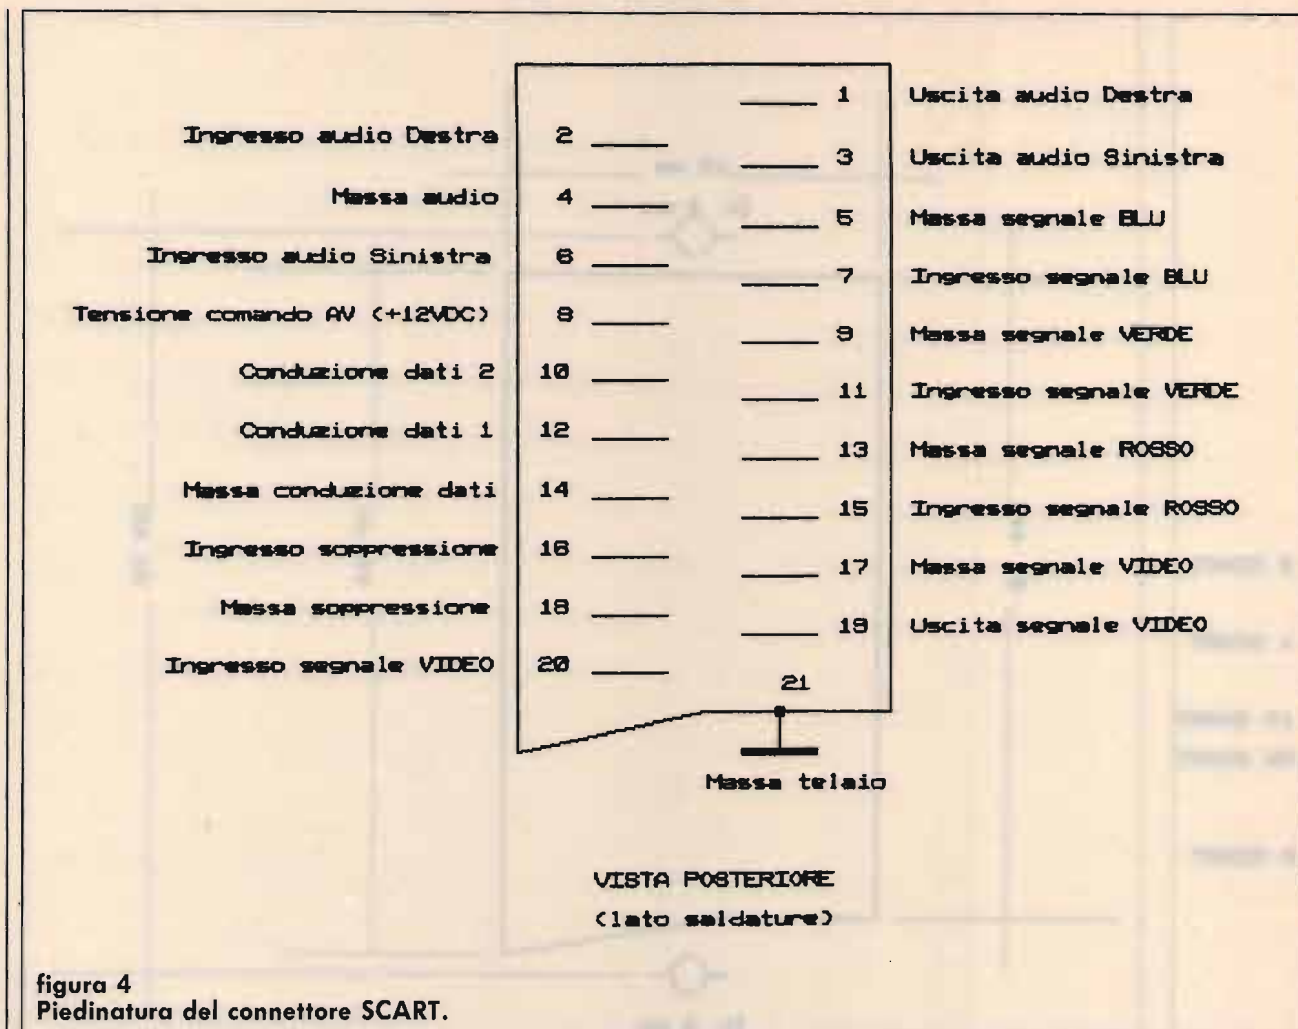 1 Uscita audio Destra
Ingresso audio Destra 2
3 Uscita audio Sinistra
Massa audio 4
5 Massa segnale BLU
Ingresso audio Sinistra 6
7 Ingresso segnale BLU
Tensione comando AV (+12VDC) 8
9 Massa segnale VERDE
Conduzione dati 2 10
11 Ingresso segnale VERDE
Conduzione dati 1 12
13 Massa segnale ROSSO
Massa conduzione dati 14
15 Ingresso segnale ROSSO
Ingresso soppressione 16
17 Massa segnale VIDEO
Massa soppressione 18
19 Uscita segnale VIDEO
Ingresso segnale VIDEO 20
21
Massa telaio
VISTA POSTERIORE
(lato saldature)
figura 4
Piedinatura del connettore SCART.